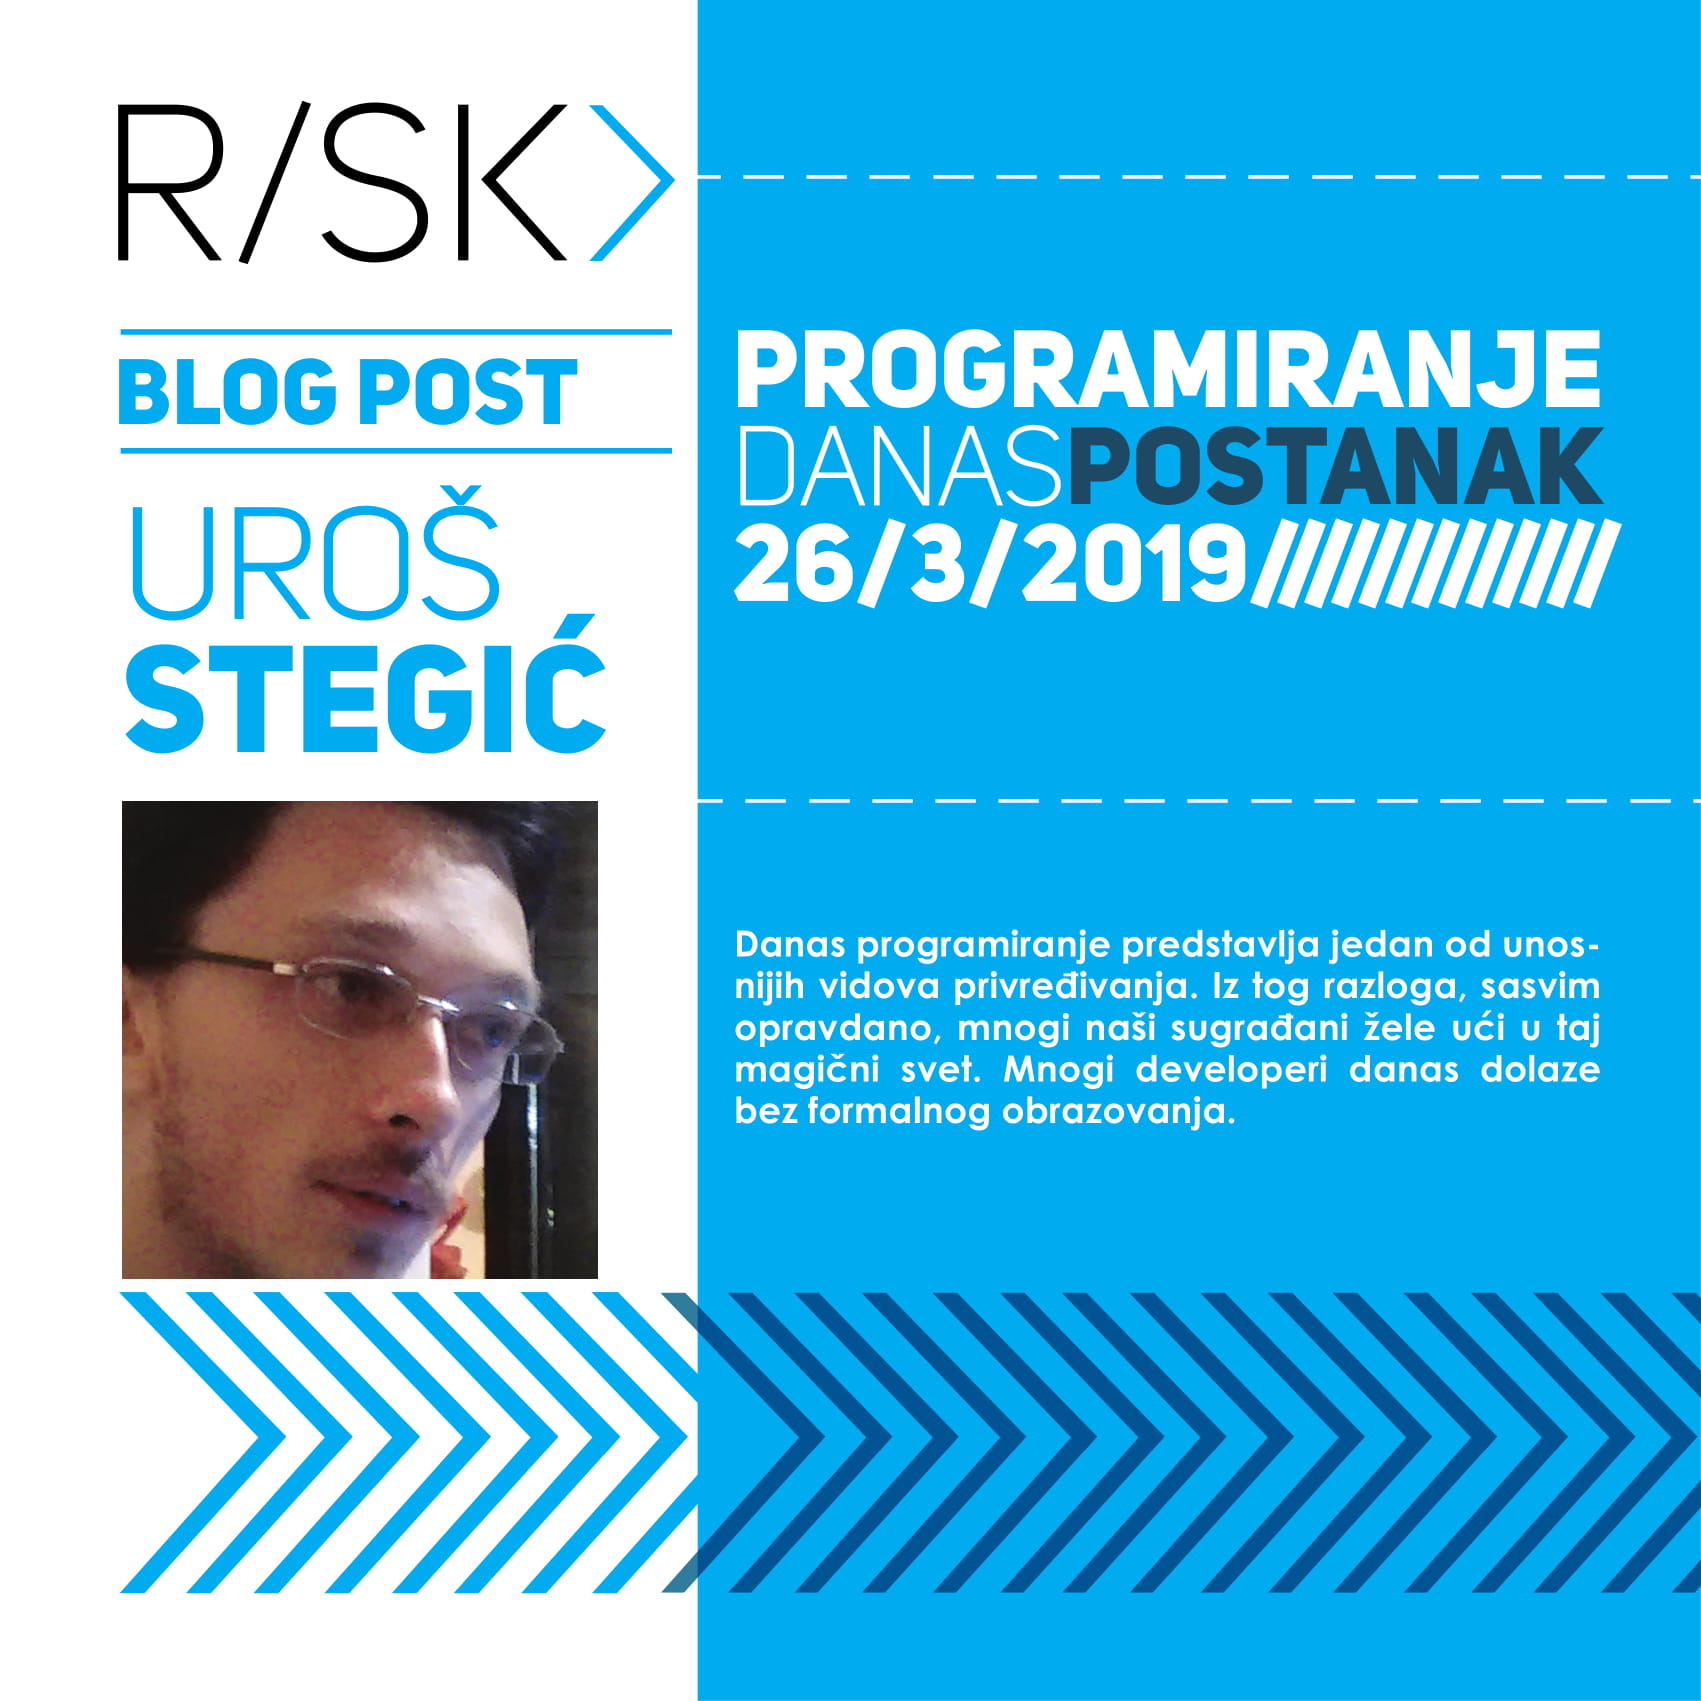 R/SK>
BLOG POST
UROŠ
STEGIĆ
PROGRAMIRANJE
DANASPOSTANAK
26/3/2019/////////////
Danas programiranje predstavlja jedan od unos-
nijih vidova privređivanja. Iz tog razloga, sasvim
opravdano, mnogi naši sugrađani žele ući u taj
magični svet. Mnogi developeri danas dolaze
bez formalnog obrazovanja.